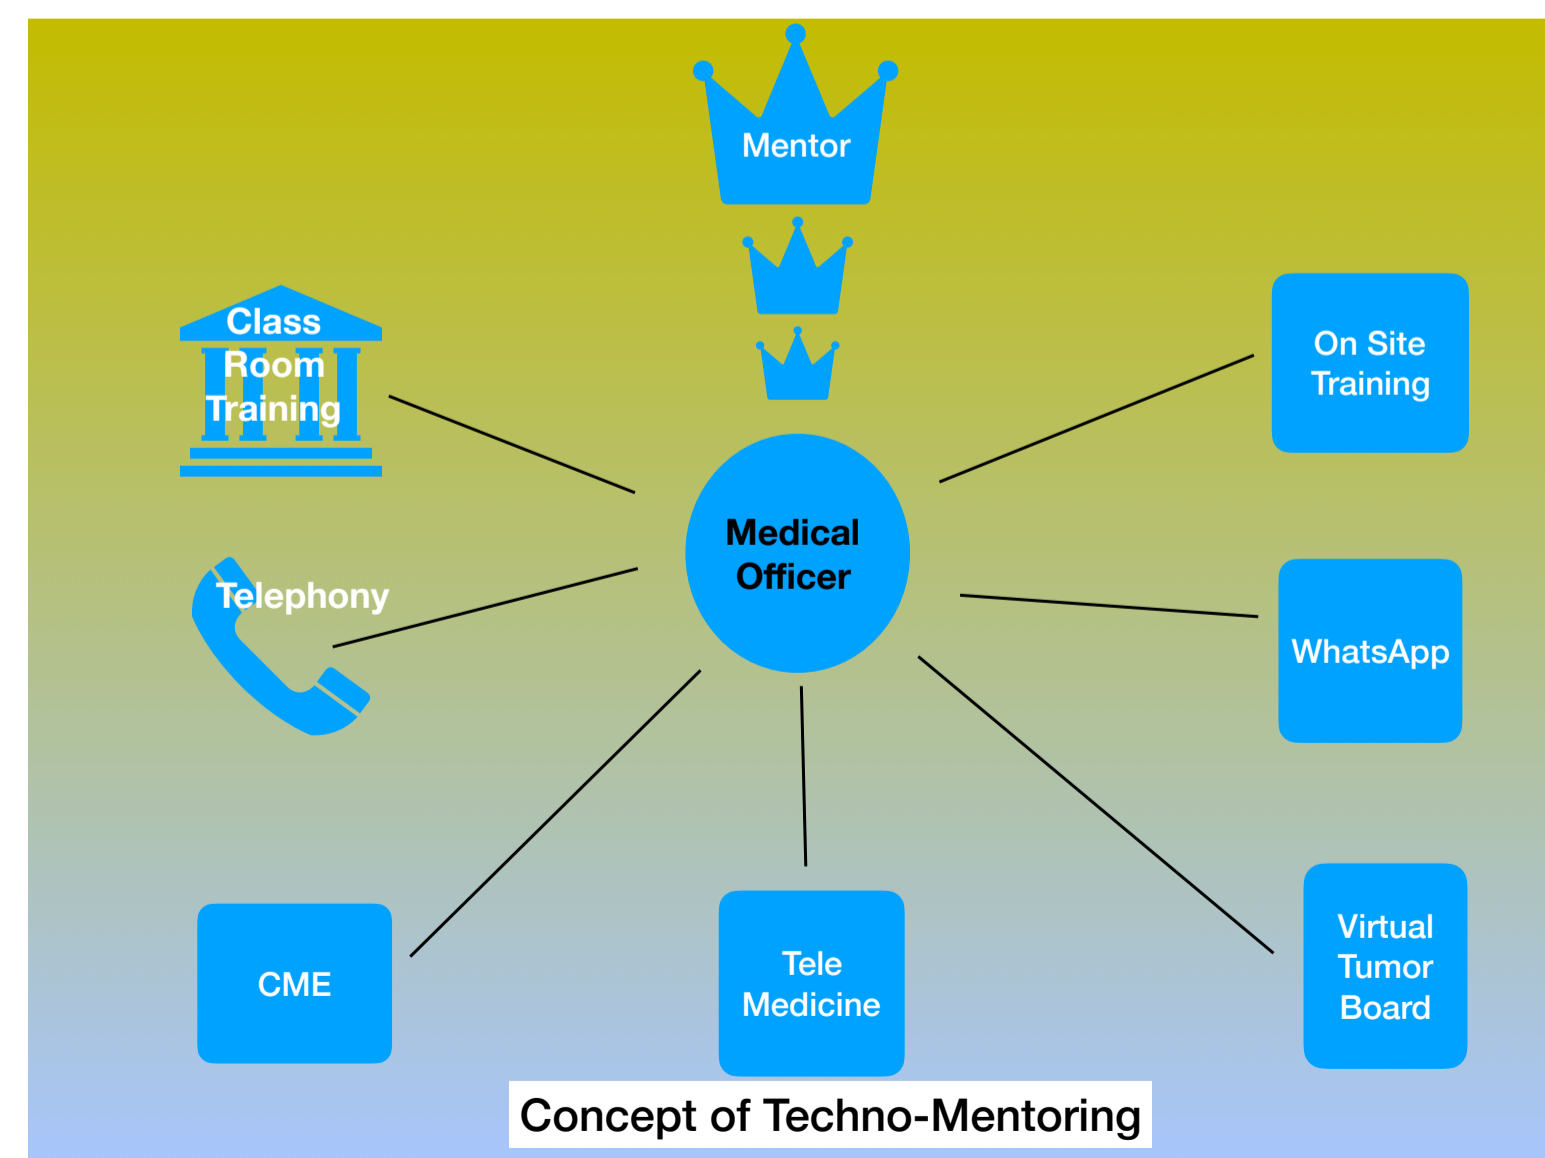 Mentor
Class
Room
Training
On Site
Training
Medical
Officer
Telephony
WhatsApp
CME
Tele
Medicine
Virtual
Tumor
Board
Concept of Techno-Mentoring